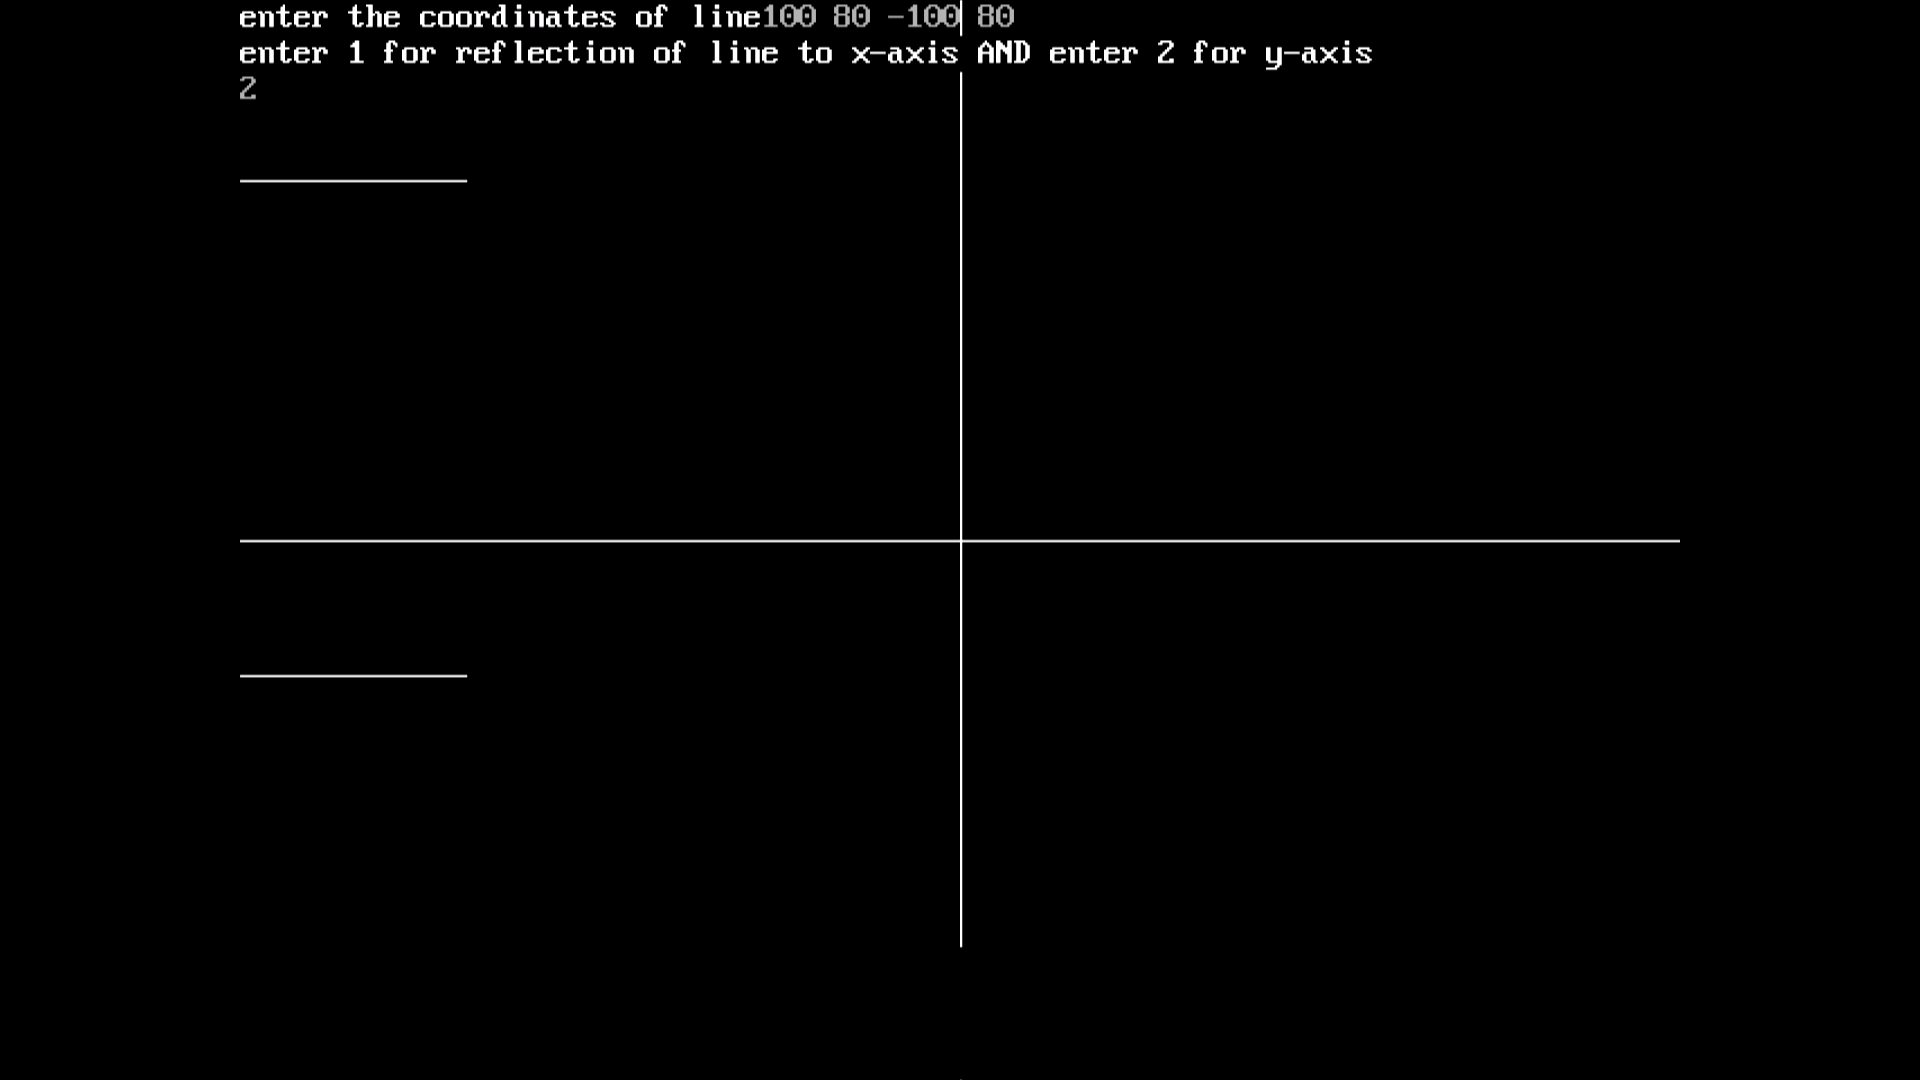 enter the coordinates of line100 80 -100 80
enter 1 for reflection of line to x-axis AND enter 2 for y-axis
2